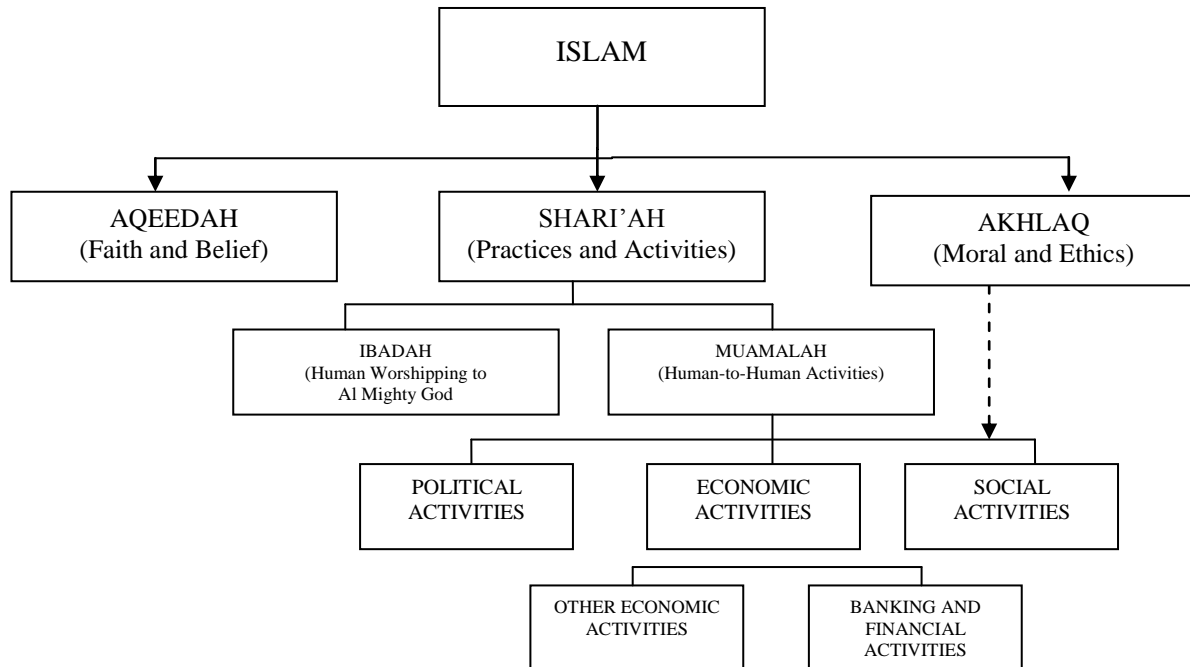 ISLAM
AQEEDAH
(Faith and Belief)
SHARI’AH
(Practices and Activities)
AKHLAQ
(Moral and Ethics)
IBADAH
(Human Worshipping to
Al Mighty God
MUAMALAH
(Human-to-Human Activities)
POLITICAL
ACTIVITIES
ECONOMIC
ACTIVITIES
SOCIAL
ACTIVITIES
OTHER ECONOMIC
ACTIVITIES
BANKING AND
FINANCIAL
ACTIVITIES